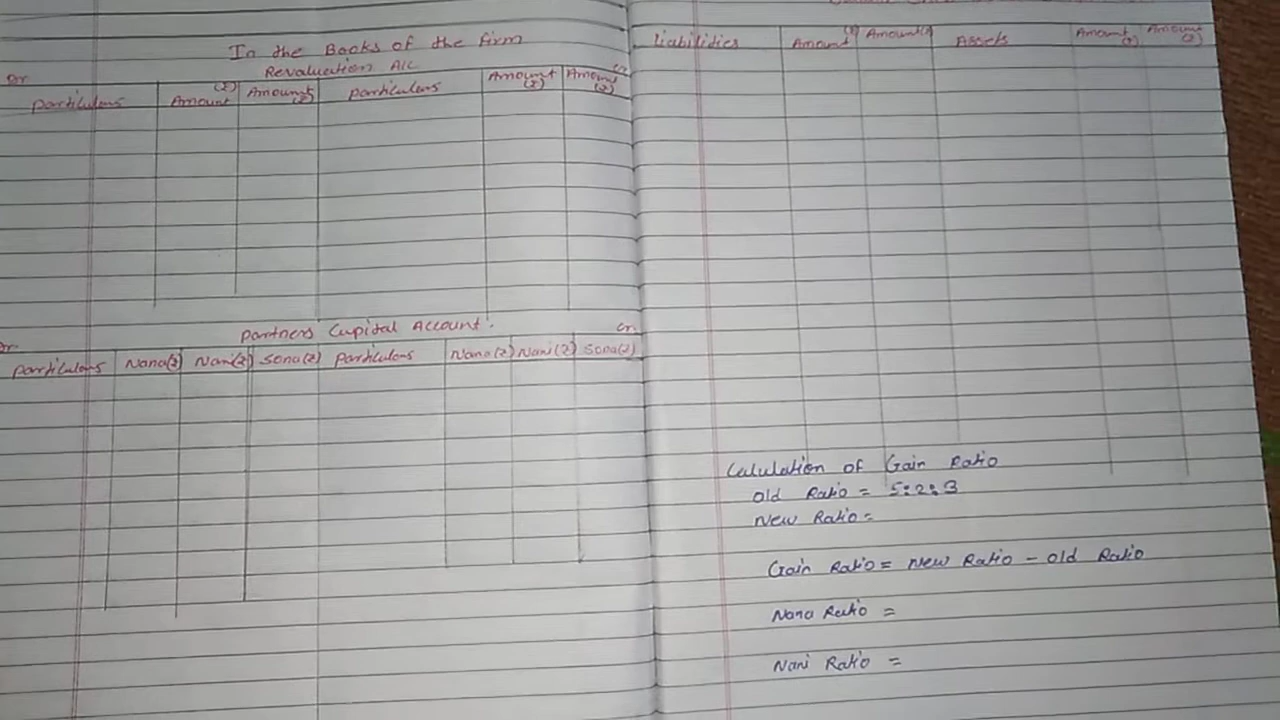 In the Books of the firm
Revaluation A/C
Dr Cr
particulars Amount (₹) Amount (₹) particulars Amount (₹) Amount (₹)
partners Capital Account.
Dr Cr
particulars Nana(₹) Nani(₹) Sona(₹) particulars Nana(₹) Nani(₹) Sona(₹)
Liabilities Amount (₹) Amount(₹) Assets Amount (₹) Amount (₹)
Calulation of Gain Ratio
old Ratio = 5:2:3
New Ratio =
Gain Ratio = New Ratio - old Ratio
Nana Ratio =
Nani Ratio =